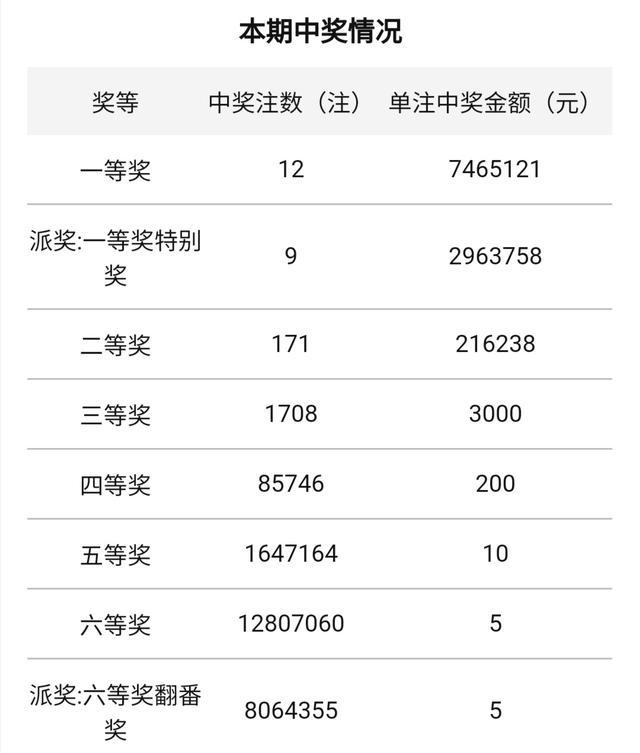 本期中奖情况
奖等 中奖注数（注） 单注中奖金额（元）
一等奖 12 7465121
派奖:一等奖特别
奖 9 2963758
二等奖 171 216238
三等奖 1708 3000
四等奖 85746 200
五等奖 1647164 10
六等奖 12807060 5
派奖:六等奖翻番
奖 8064355 5